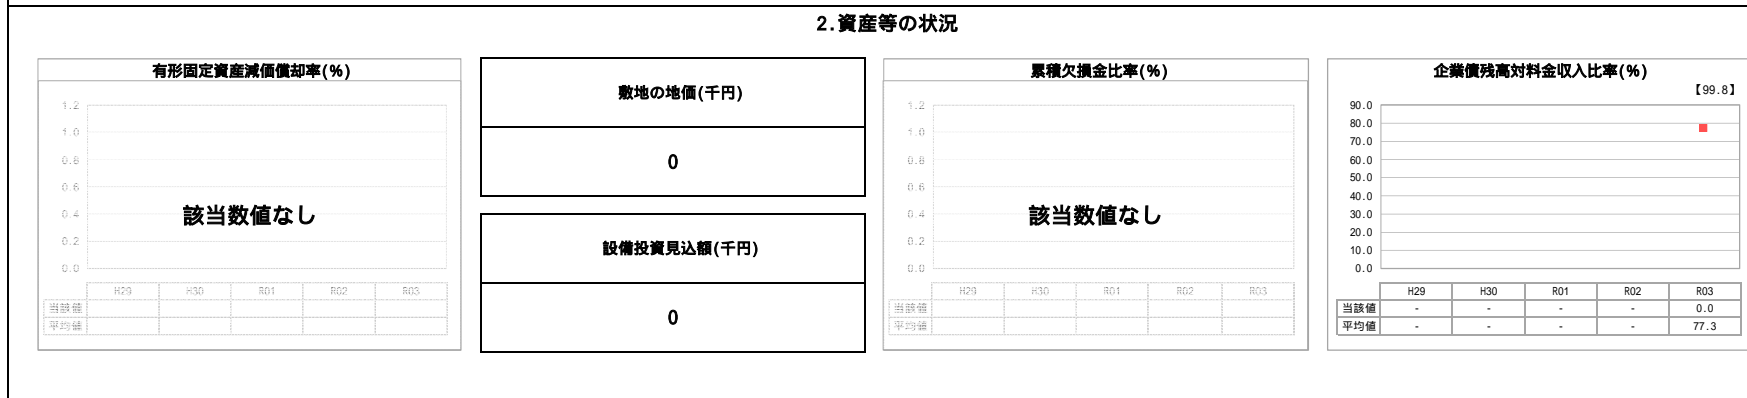 2.資産等の状況
有形固定資産減価償却率(%)
1.2
1.0
0.8
0.6
0.4
0.2
0.0
該当数値なし
H29 H30 R01 R02 R03
当該値
平均値
敷地の地価(千円)
0
設備投資見込額(千円)
0
累積欠損金比率(%)
1.2
1.0
0.8
0.6
0.4
0.2
0.0
該当数値なし
H29 H30 R01 R02 R03
当該値
平均値
企業債残高対料金収入比率(%)
【99.8】
90.0
80.0
70.0
60.0
50.0
40.0
30.0
20.0
10.0
0.0
H29 H30 R01 R02 R03
当該値 - - - - 0.0
平均値 - - - - 77.3